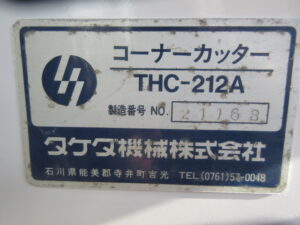 コーナーカッター
THC-212A
製造番号 NO. 21168
タケダ機械株式会社
石川県能美郡寺井町吉光 TEL.(0761)57-0048